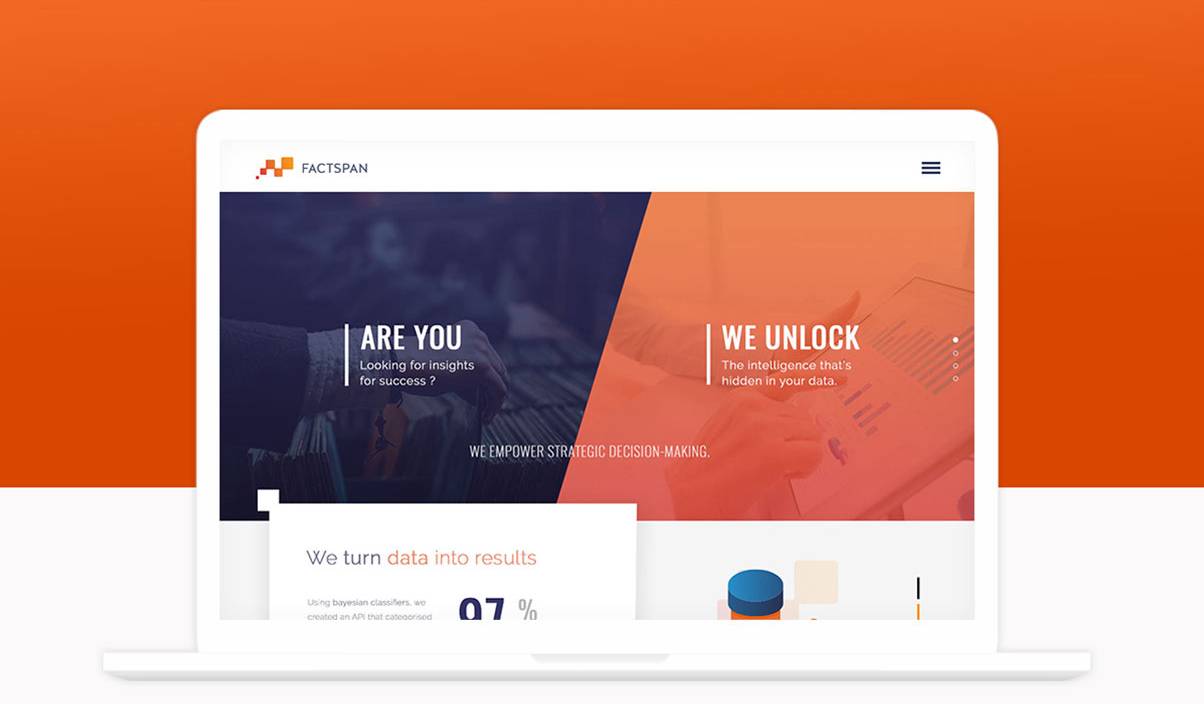 FACTSPAN
ARE YOU
Looking for insights
for success ?
WE UNLOCK
The intelligence that's
hidden in your data.
WE EMPOWER STRATEGIC DECISION-MAKING.
We turn data into results
Using bayesian classifiers, we
created an API that categorised
97 %